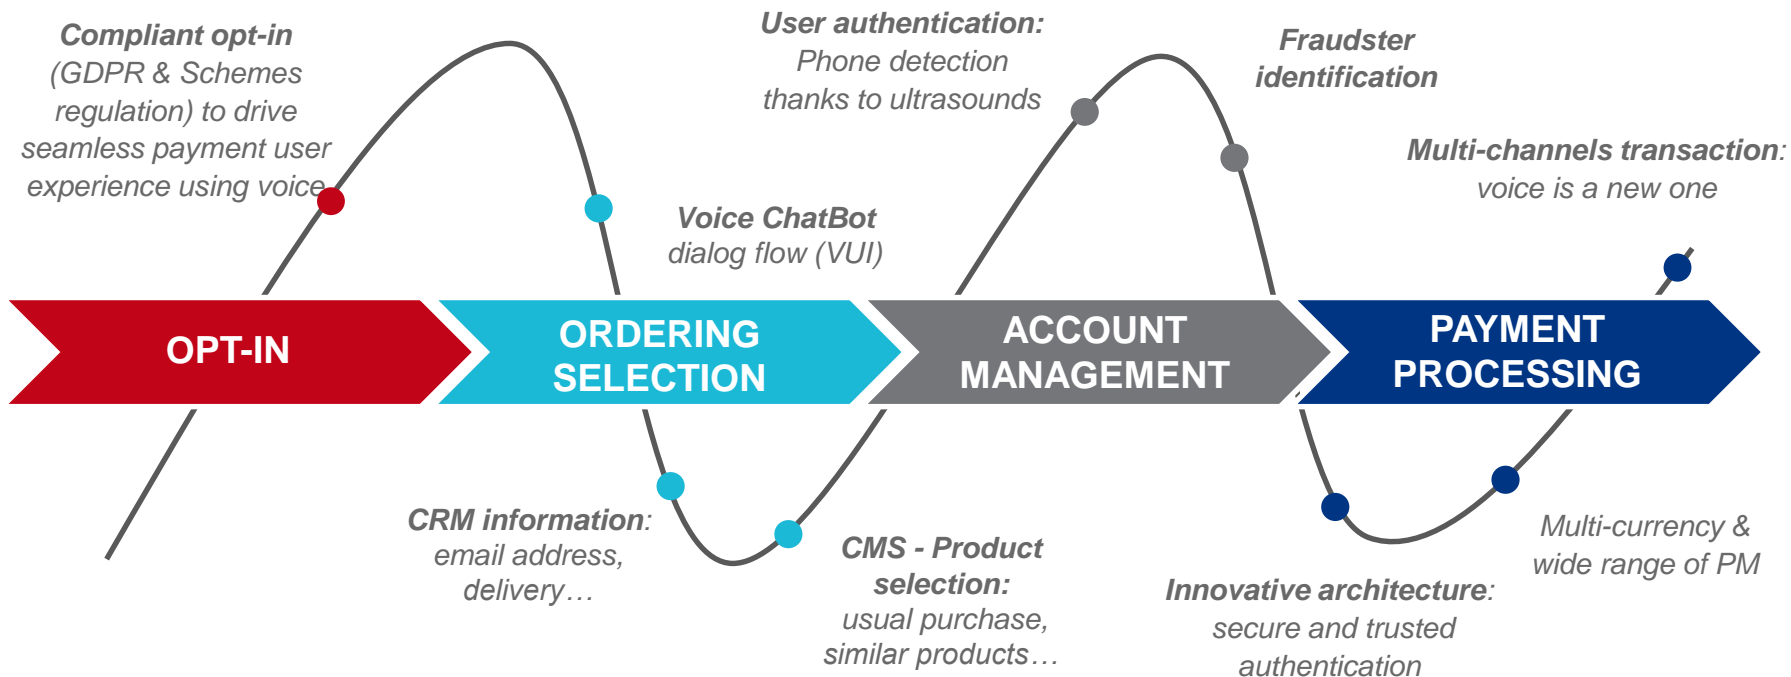 Compliant opt-in
(GDPR & Schemes
regulation) to drive
seamless payment user
experience using voice
User authentication:
Phone detection
thanks to ultrasounds
Fraudster
identification
Multi-channels transaction:
voice is a new one
Voice ChatBot
dialog flow (VUI)
OPT-IN
ORDERING
SELECTION
ACCOUNT
MANAGEMENT
PAYMENT
PROCESSING
CRM information:
email address,
delivery…
CMS - Product
selection:
usual purchase,
similar products…
Innovative architecture:
secure and trusted
authentication
Multi-currency &
wide range of PM